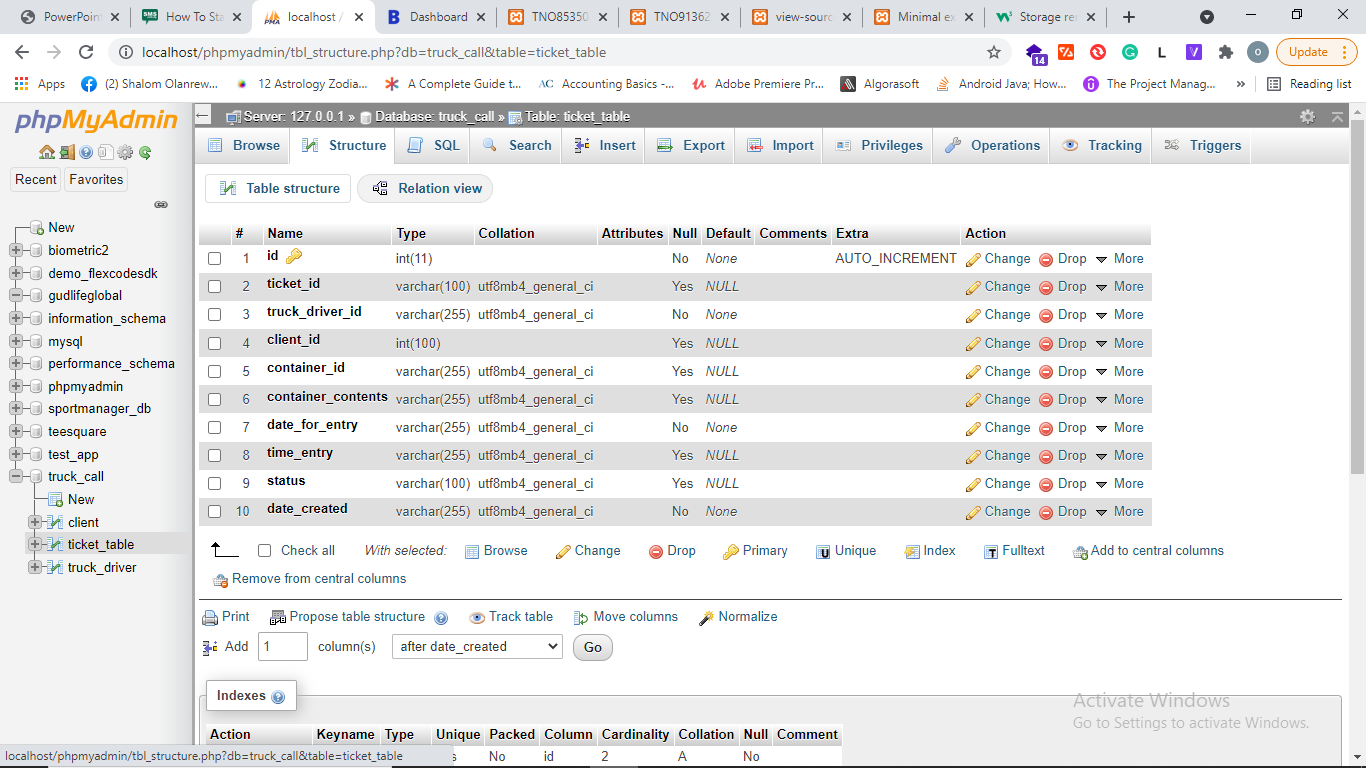 PowerPoin
How To Sta
localhost /
Dashboard
TNO85350
TNO91362
view-sourc
Minimal ex
Storage re
localhost/phpmyadmin/tbl_structure.php?db=truck_call&table=ticket_table
14
L
V
o
Update
Apps
(2) Shalom Olanrew...
12 Astrology Zodia...
A Complete Guide t...
AC Accounting Basics -...
Adobe Premiere Pr...
Algorasoft
Android Java; How...
The Project Manag...
»
Reading list
phpMyAdmin
Recent
Favorites
New
biometric2
demo_flexcodesdk
gudlifeglobal
information_schema
mysql
performance_schema
phpmyadmin
sportmanager_db
teesquare
test_app
truck_call
New
client
ticket_table
truck_driver
Server: 127.0.0.1 » Database: truck_call » Table: ticket_table
Browse Structure SQL Search Insert Export Import Privileges Operations Tracking Triggers
Table structure Relation view
# Name Type Collation Attributes Null Default Comments Extra Action
1 id int(11) No None AUTO_INCREMENT Change Drop More
2 ticket_id varchar(100) utf8mb4_general_ci Yes NULL Change Drop More
3 truck_driver_id varchar(255) utf8mb4_general_ci No None Change Drop More
4 client_id int(100) Yes NULL Change Drop More
5 container_id varchar(255) utf8mb4_general_ci Yes NULL Change Drop More
6 container_contents varchar(255) utf8mb4_general_ci Yes NULL Change Drop More
7 date_for_entry varchar(255) utf8mb4_general_ci No None Change Drop More
8 time_entry varchar(255) utf8mb4_general_ci Yes NULL Change Drop More
9 status varchar(100) utf8mb4_general_ci Yes NULL Change Drop More
10 date_created varchar(255) utf8mb4_general_ci No None Change Drop More
Check all With selected: Browse Change Drop Primary Unique Index Fulltext Add to central columns
Remove from central columns
Print Propose table structure Track table Move columns Normalize
Add 1 column(s) after date_created Go
Indexes
Action Keyname Type Unique Packed Column Cardinality Collation Null Comment
s No id 2 A No
Activate Windows
Go to Settings to activate Windows.
localhost/phpmyadmin/tbl_structure.php?db=truck_call&table=ticket_table